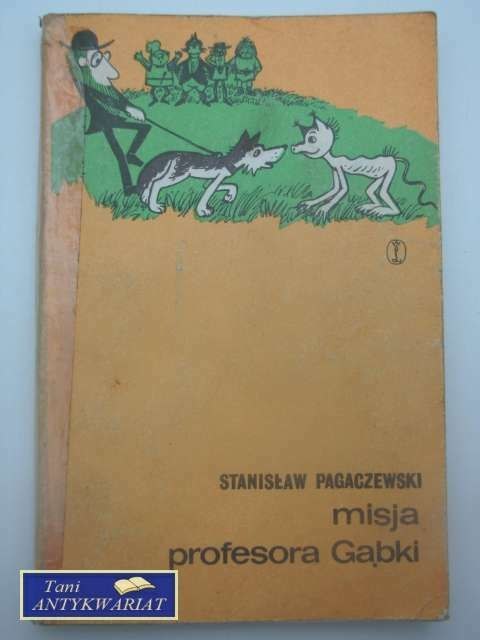 STANISŁAW PAGACZEWSKI
misja
profesora Gąbki
Tani
ANTYKWARIAT